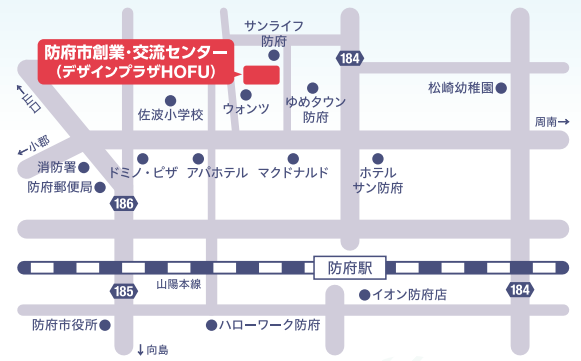 サンライフ
防府
防府市創業・交流センター
(デザインプラザHOFU)
184
↖山口
佐波小学校
ウォンツ
ゆめタウン
防府
松崎幼稚園
周南→
←小郡
消防署
防府郵便局
ドミノ・ピザ
アパホテル
マクドナルド
ホテル
サン防府
186
防府駅
山陽本線
185
184
イオン防府店
防府市役所
ハローワーク防府
↓向島